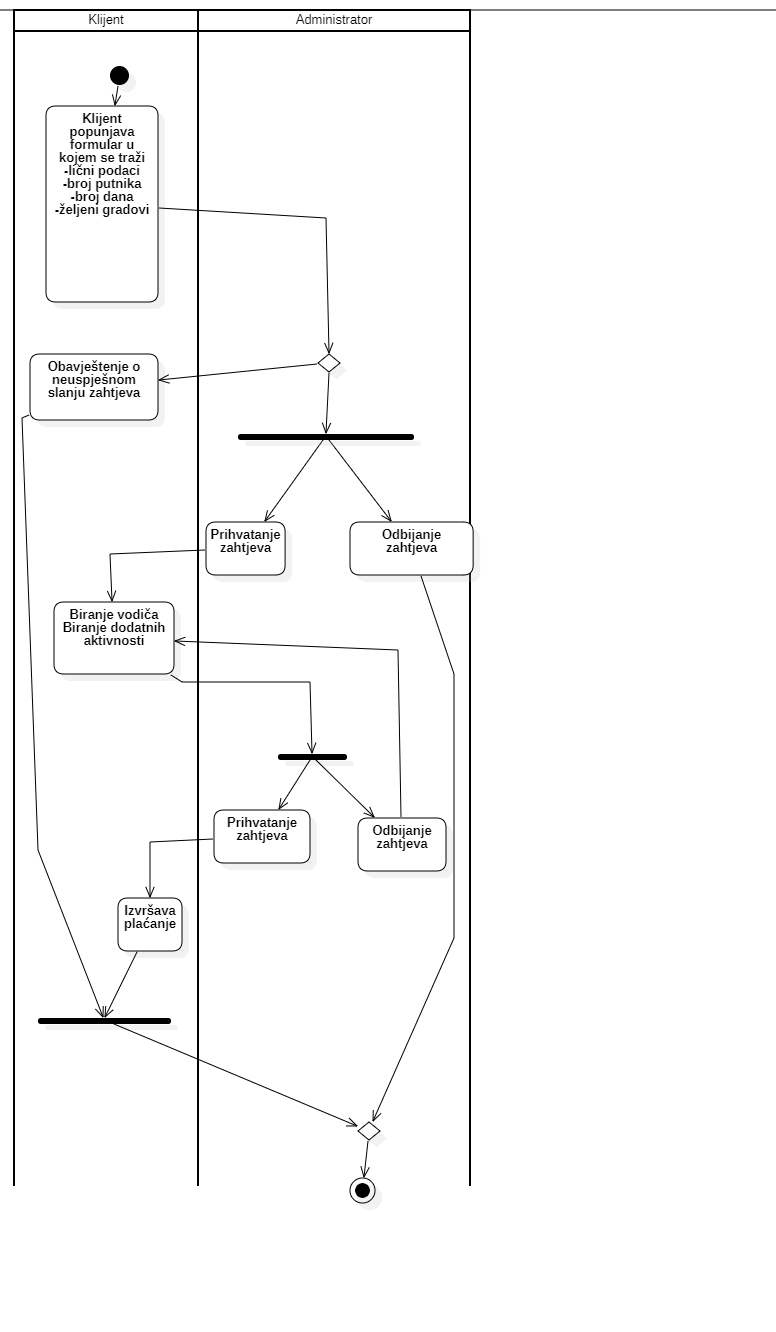 Klijent
Administrator
Klijent
popunjava
formular u
kojem se traži
-lični podaci
-broj putnika
-broj dana
-željeni gradovi
Obavještenje o
neuspješnom
slanju zahtjeva
Prihvatanje
zahtjeva
Odbijanje
zahtjeva
Biranje vodiča
Biranje dodatnih
aktivnosti
Prihvatanje
zahtjeva
Odbijanje
zahtjeva
Izvršava
plaćanje